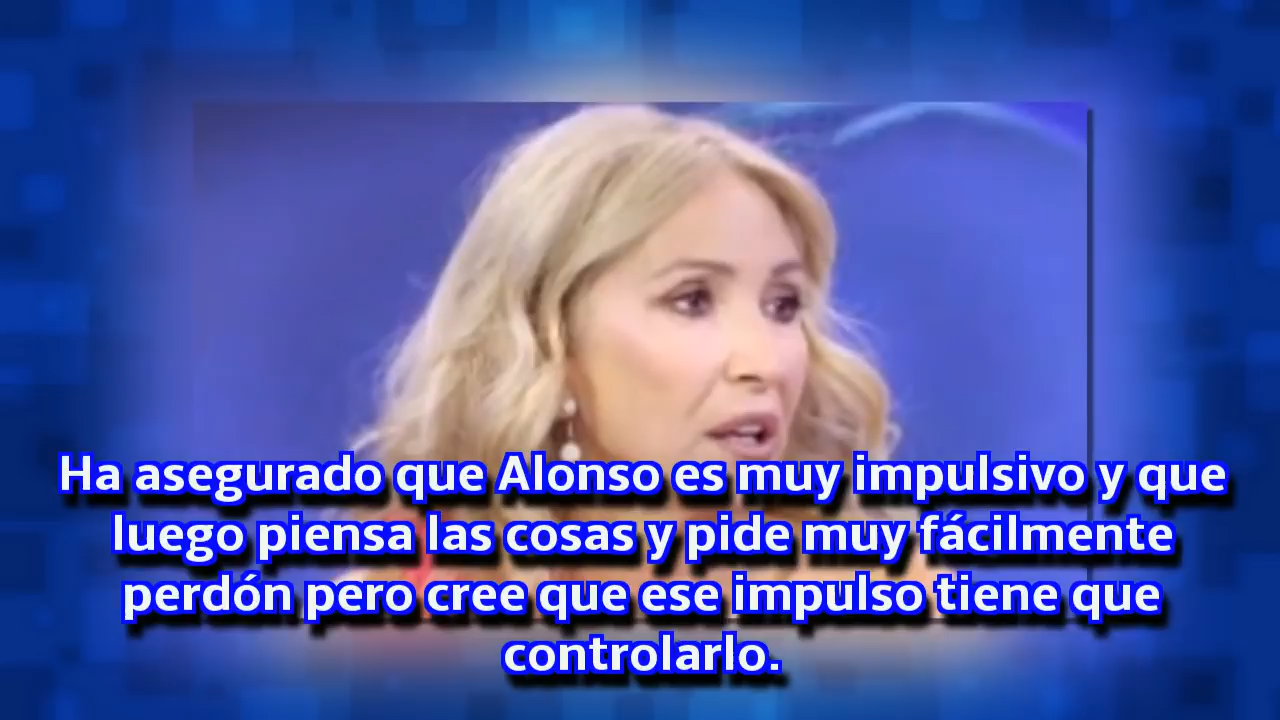 Ha asegurado que Alonso es muy impulsivo y que
luego piensa las cosas y pide muy fácilmente
perdón pero cree que ese impulso tiene que
controlarlo.